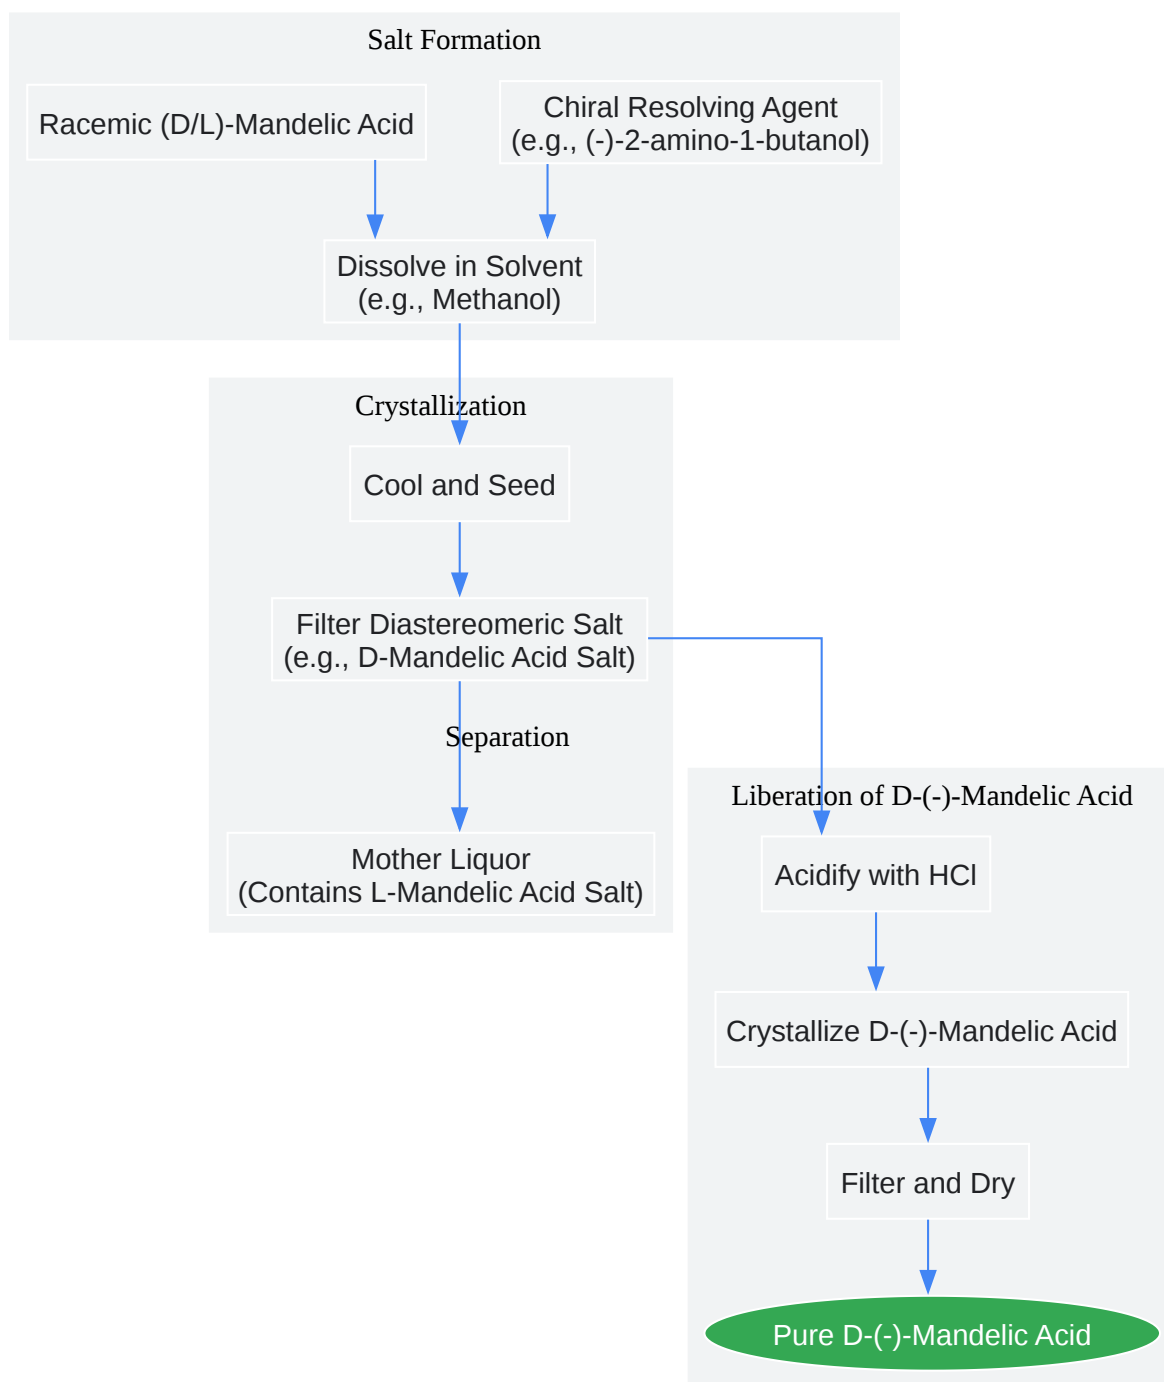 Salt Formation
Racemic (D/L)-Mandelic Acid
Chiral Resolving Agent
(e.g., (-)-2-amino-1-butanol)
Dissolve in Solvent
(e.g., Methanol)
Crystallization
Cool and Seed
Filter Diastereomeric Salt
(e.g., D-Mandelic Acid Salt)
Separation
Mother Liquor
(Contains L-Mandelic Acid Salt)
Liberation of D-(-)-Mandelic Acid
Acidify with HCl
Crystallize D-(-)-Mandelic Acid
Filter and Dry
Pure D-(-)-Mandelic Acid